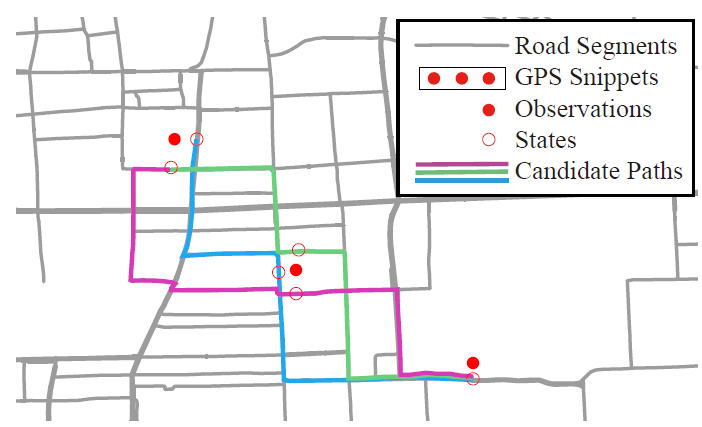 Road Segments
GPS Snippets
Observations
States
Candidate Paths